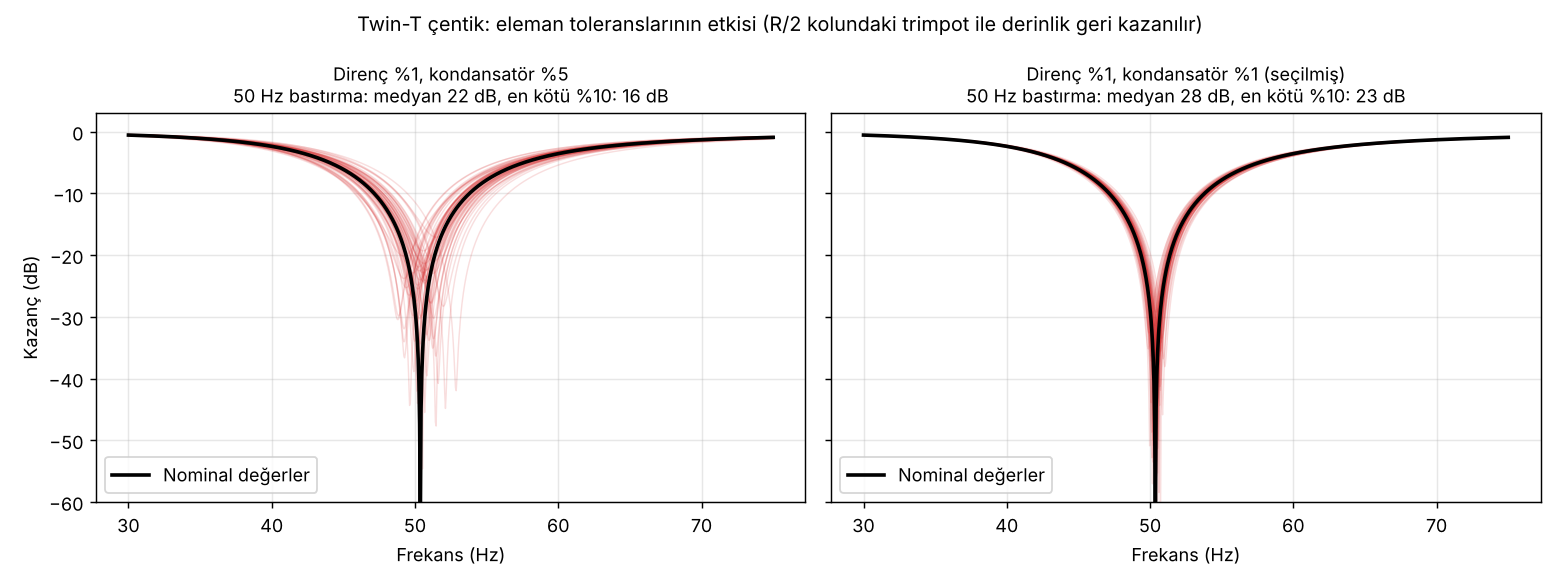 Twin-T çentik: eleman toleranslarının etkisi (R/2 kolundaki trimpot ile derinlik geri kazanılır)
Direnç %1, kondansatör %5
50 Hz bastırma: medyan 22 dB, en kötü %10: 16 dB
0
−10
−20
−30
−40
−50
−60
Kazanç (dB)
Nominal değerler
30
40
50
60
70
Frekans (Hz)
Direnç %1, kondansatör %1 (seçilmiş)
50 Hz bastırma: medyan 28 dB, en kötü %10: 23 dB
Nominal değerler
30
40
50
60
70
Frekans (Hz)